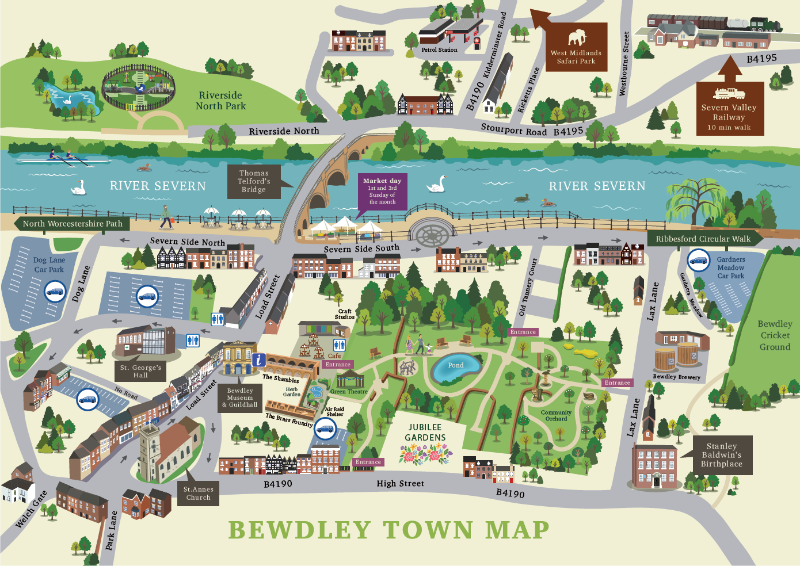 Petrol Station
B4190 Kidderminster Road
Ricketts Place
West Midlands
Safari Park
Westbourne Street
B4195
Severn Valley
Railway
10 min walk
Riverside
North Park
Riverside North
Stourport Road B4195
Thomas
Telford's
Bridge
Market day
1st and 3rd
Sunday of
the month
RIVER SEVERN
RIVER SEVERN
North Worcestershire Path
Severn Side North
Severn Side South
Ribbesford Circular Walk
Dog Lane
Car Park
Dog Lane
Load Street
Old Tannery Court
Lax Lane
Gardners Meadow
Gardners
Meadow
Car Park
Bewdley
Cricket
Ground
Craft
Studios
Cafe
Entrance
Entrance
Entrance
St. George's
Hall
Bewdley
Museum
& Guildhall
The Shambles
Herb
Garden
Green Theatre
Pond
Bewdley Brewery
Load Street
The Brass Foundry
Air Raid
Shelter
JUBILEE
GARDENS
Community
Orchard
Lax Lane
Stanley
Baldwin's
Birthplace
St.Annes
Church
Entrance
B4190
High Street
B4190
Welch Gate
Park Lane
BEWDLEY TOWN MAP